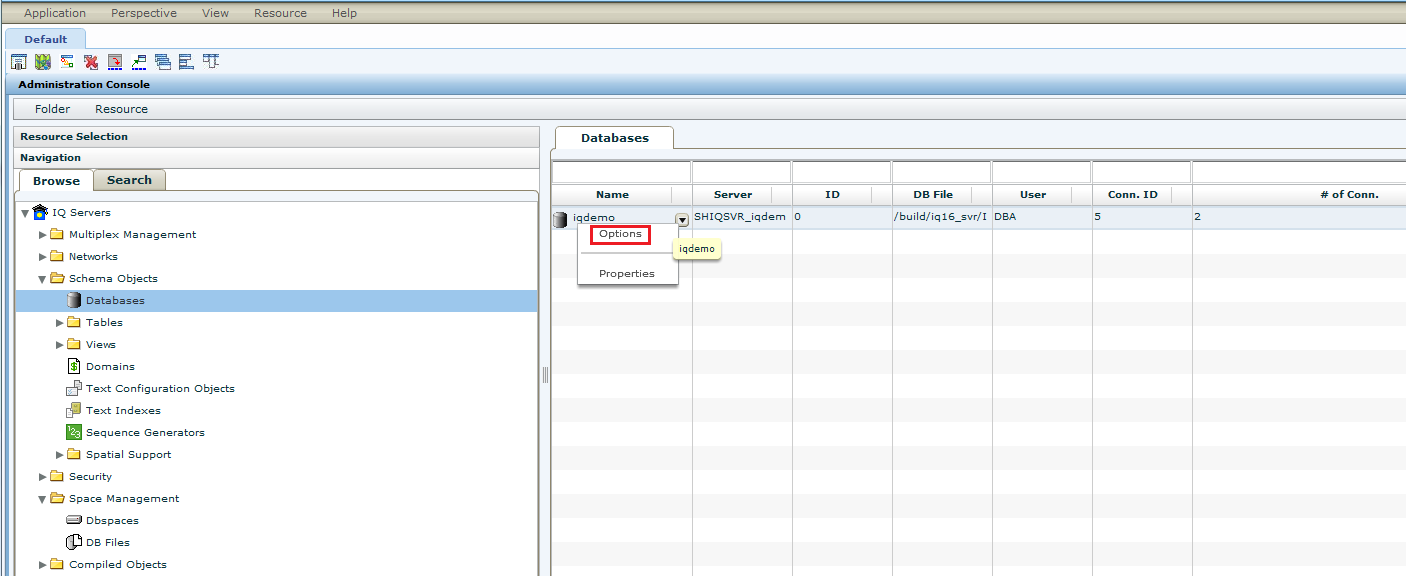 Application Perspective View Resource Help
Default
Administration Console
Folder Resource
Resource Selection
Navigation
Browse Search
IQ Servers
Multiplex Management
Networks
Schema Objects
Databases
Tables
Views
Domains
Text Configuration Objects
Text Indexes
Sequence Generators
Spatial Support
Security
Space Management
Dbspaces
DB Files
Compiled Objects
Databases
Name Server ID DB File User Conn. ID # of Conn.
iqdemo SHIQSVR_iqdem 0 /build/iq16_svr/I DBA 5 2
Options
iqdemo
Properties